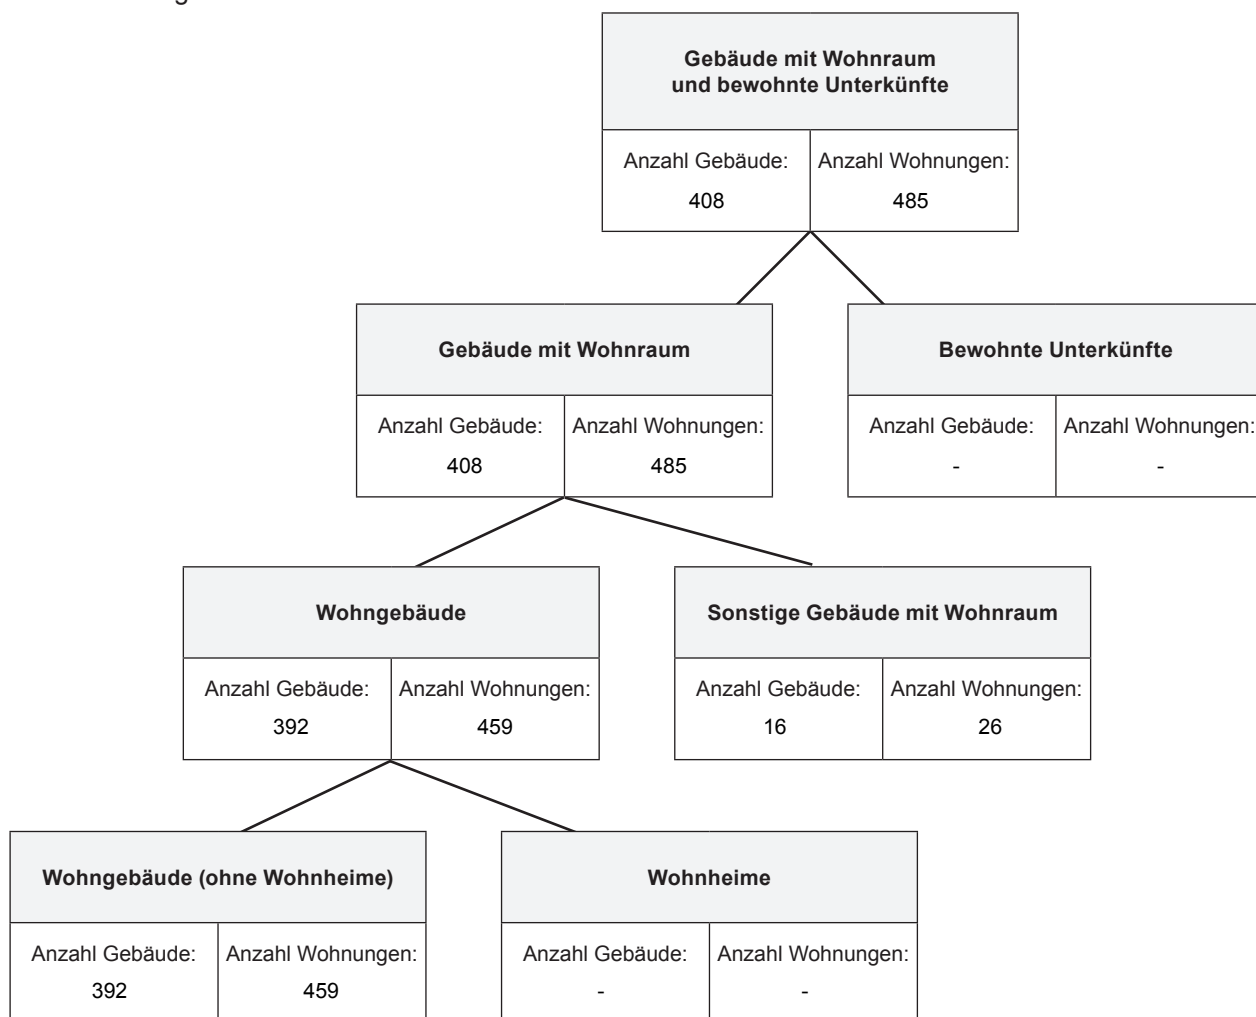 Gebäude mit Wohnraum
und bewohnte Unterkünfte
Anzahl Gebäude: Anzahl Wohnungen:
408 485
Gebäude mit Wohnraum
Anzahl Gebäude: Anzahl Wohnungen:
408 485
Bewohnte Unterkünfte
Anzahl Gebäude: Anzahl Wohnungen:
- -
Wohngebäude
Anzahl Gebäude: Anzahl Wohnungen:
392 459
Sonstige Gebäude mit Wohnraum
Anzahl Gebäude: Anzahl Wohnungen:
16 26
Wohngebäude (ohne Wohnheime)
Anzahl Gebäude: Anzahl Wohnungen:
392 459
Wohnheime
Anzahl Gebäude: Anzahl Wohnungen:
- -